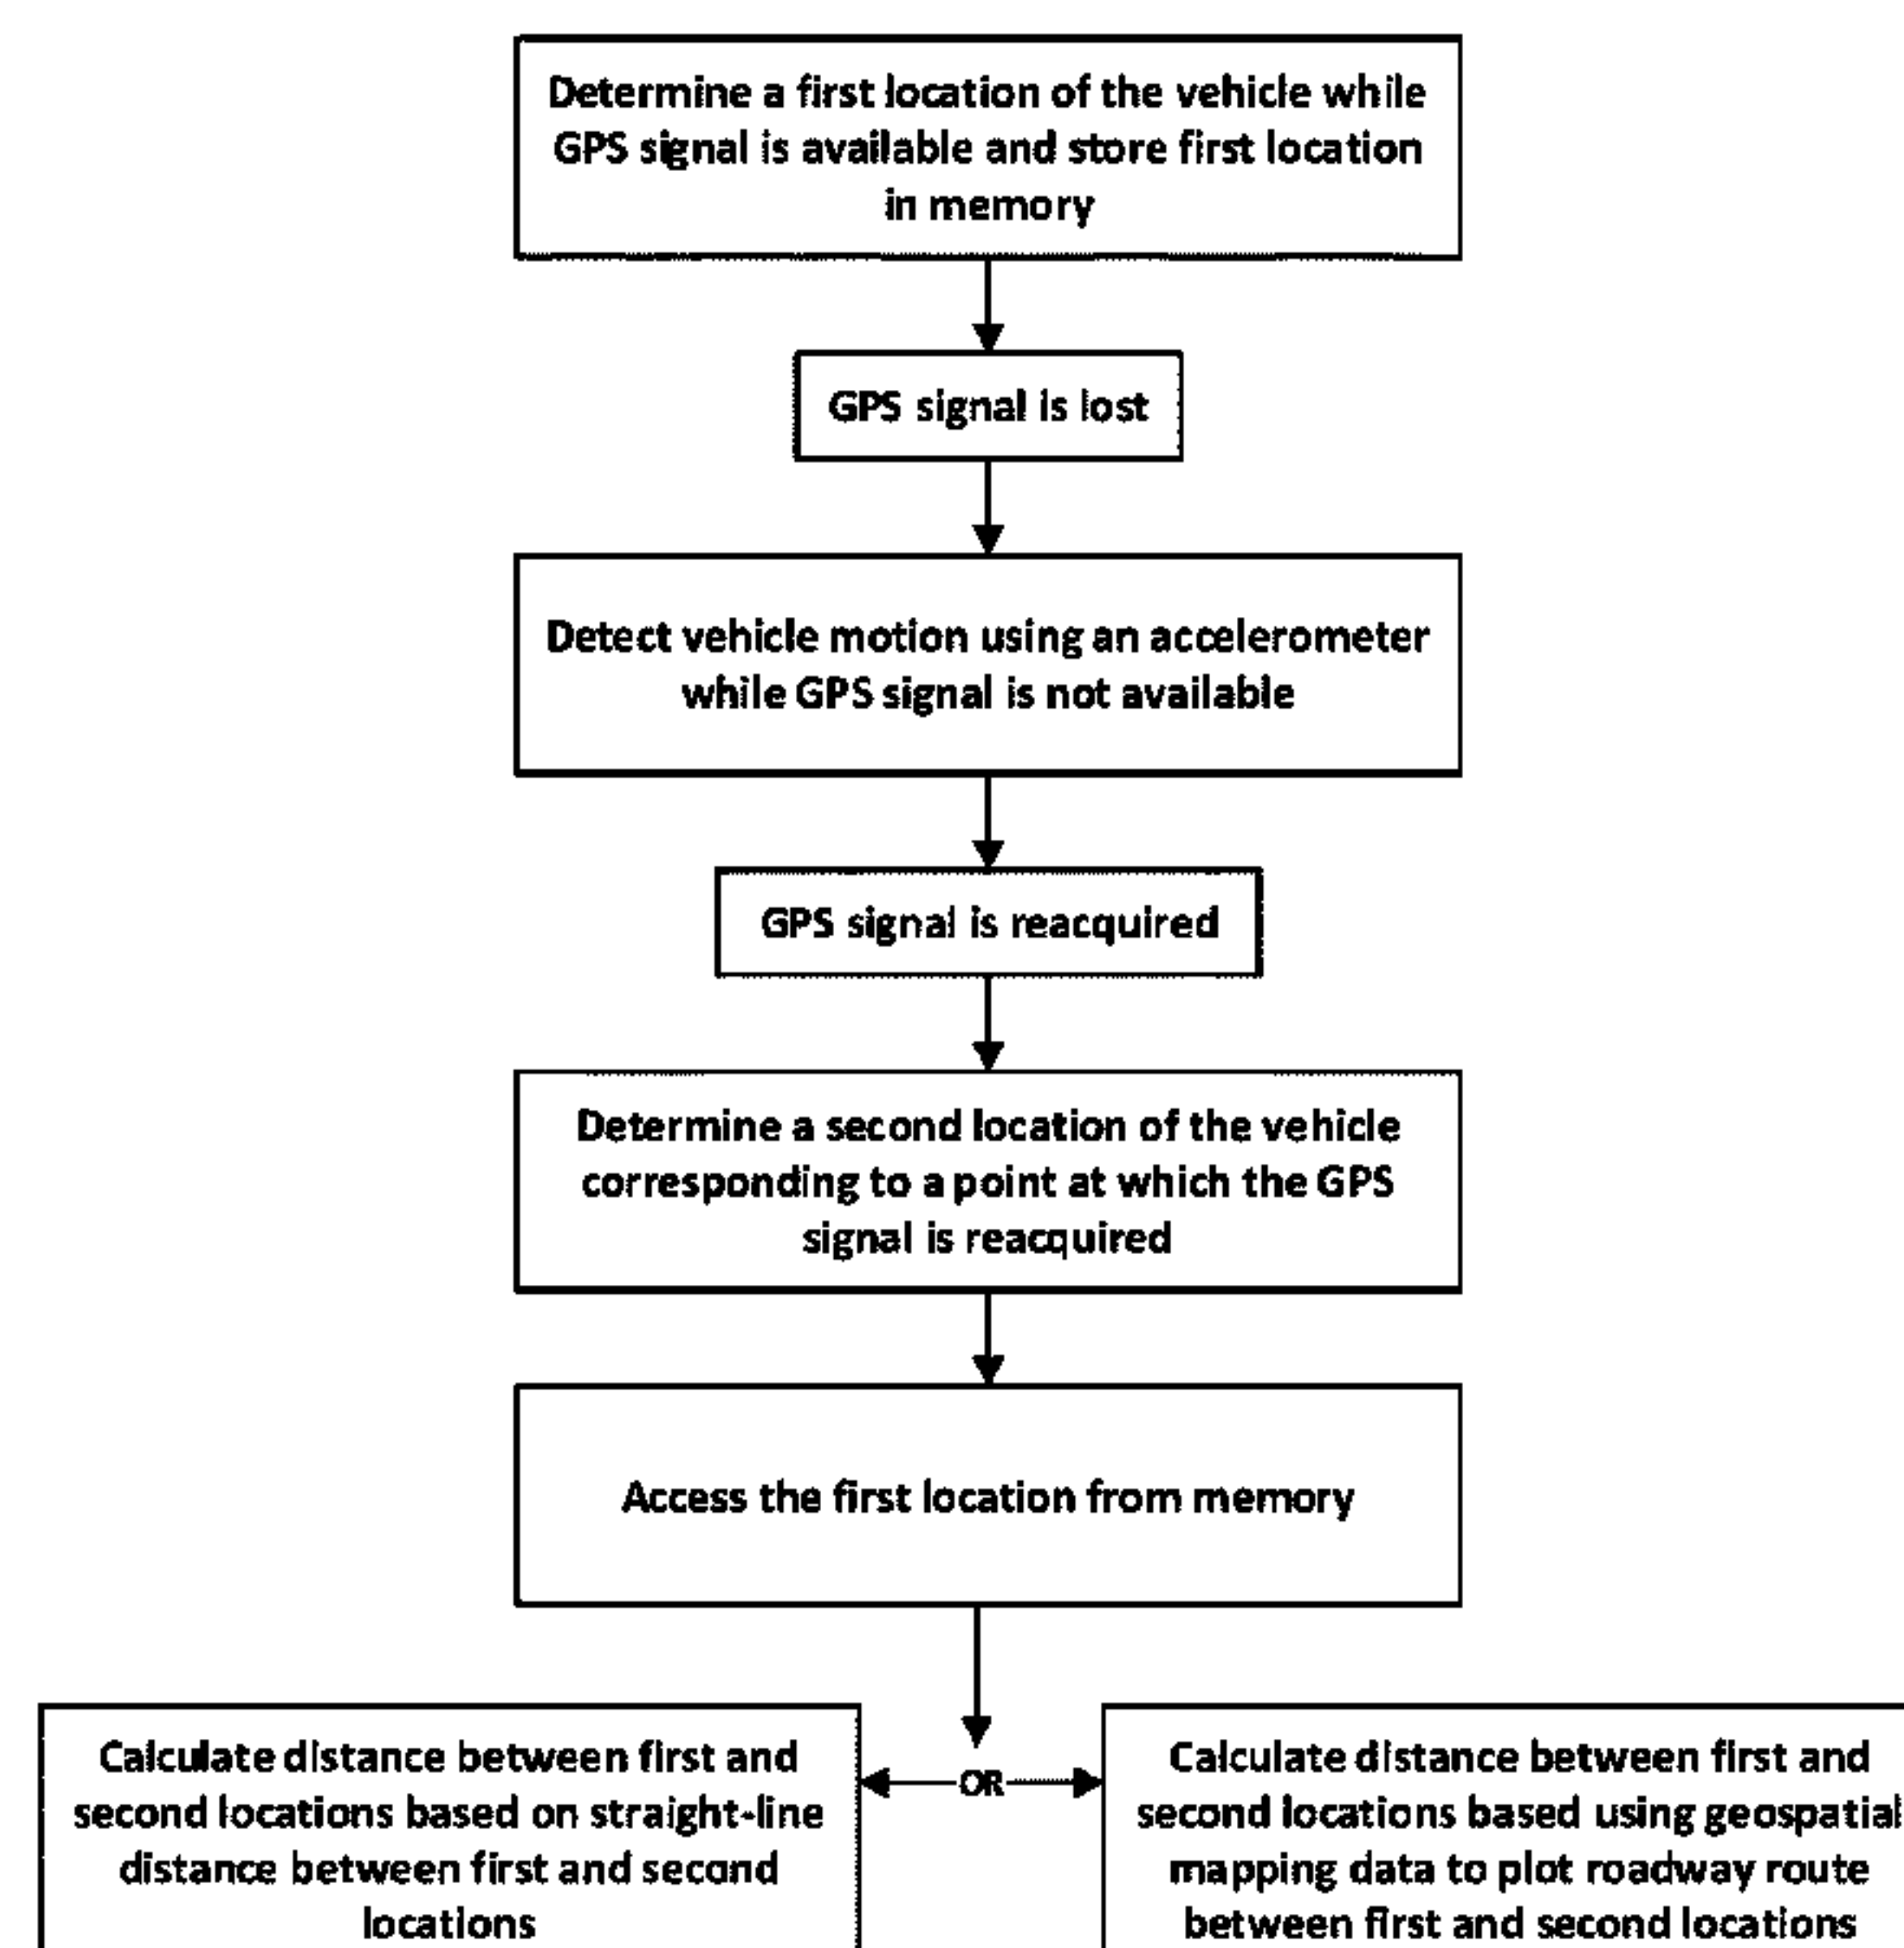 Determine a first location of the vehicle while
GPS signal is available and store first location
in memory
GPS signal is lost
Detect vehicle motion using an accelerometer
while GPS signal is not available
GPS signal is reacquired
Determine a second location of the vehicle
corresponding to a point at which the GPS
signal is reacquired
Access the first location from memory
Calculate distance between first and
second locations based on straight-line
distance between first and second
locations
OR
Calculate distance between first and
second locations based using geospatial
mapping data to plot roadway route
between first and second locations